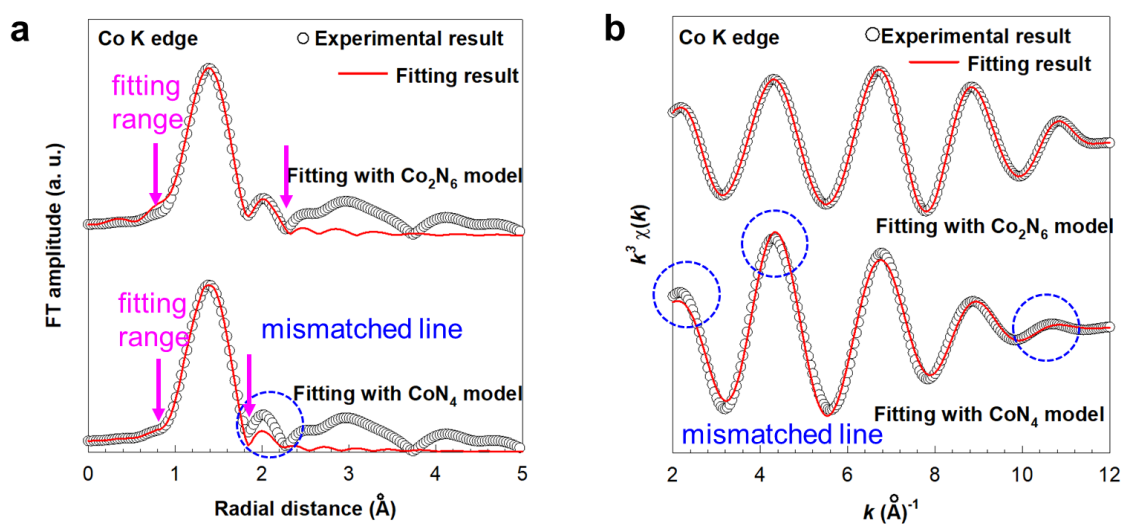 a
Co K edge
Experimental result
Fitting result
fitting
range
Fitting with Co₂N₆ model
fitting
range
mismatched line
Fitting with CoN₄ model
FT amplitude (a. u.)
0 1 2 3 4 5
Radial distance (Å)
b
Co K edge
Experimental result
Fitting result
Fitting with Co₂N₆ model
Fitting with CoN₄ model
mismatched line
k³ χ(k)
2 4 6 8 10 12
k (Å)⁻¹